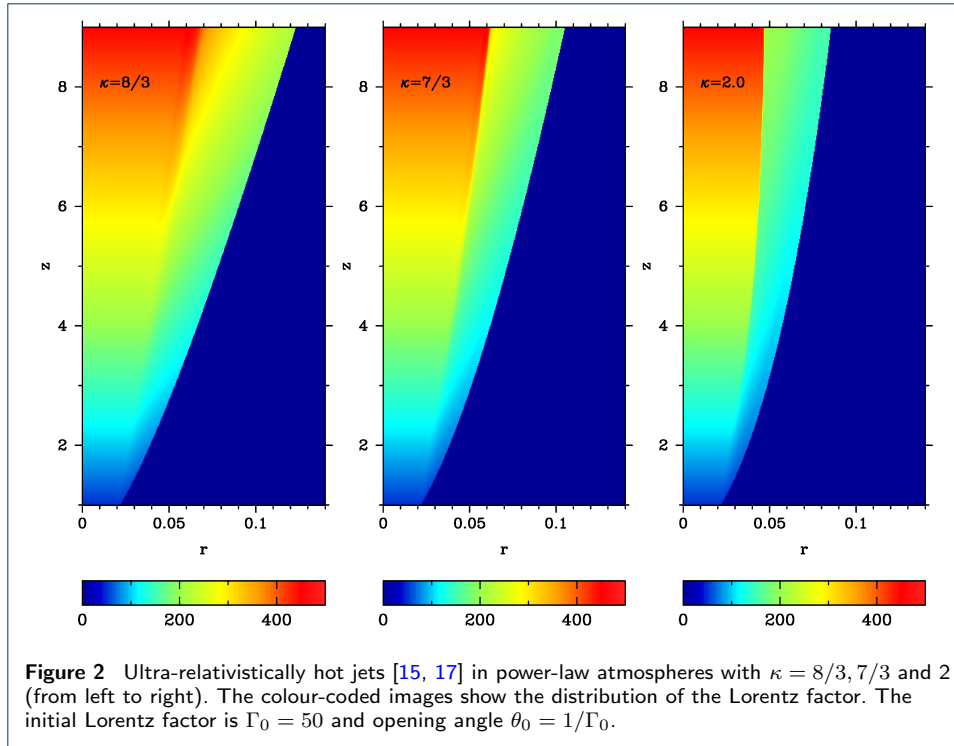 κ=8/3
κ=7/3
κ=2.0
8
8
8
6
6
6
z
z
z
4
4
4
2
2
2
0 0.05 0.1
0 0.05 0.1
0 0.05 0.1
r
r
r
200 400
200 400
200 400
Figure 2 Ultra-relativistically hot jets [15, 17] in power-law atmospheres with κ = 8/3, 7/3 and 2
(from left to right). The colour-coded images show the distribution of the Lorentz factor. The
initial Lorentz factor is Γ₀ = 50 and opening angle θ₀ = 1/Γ₀.